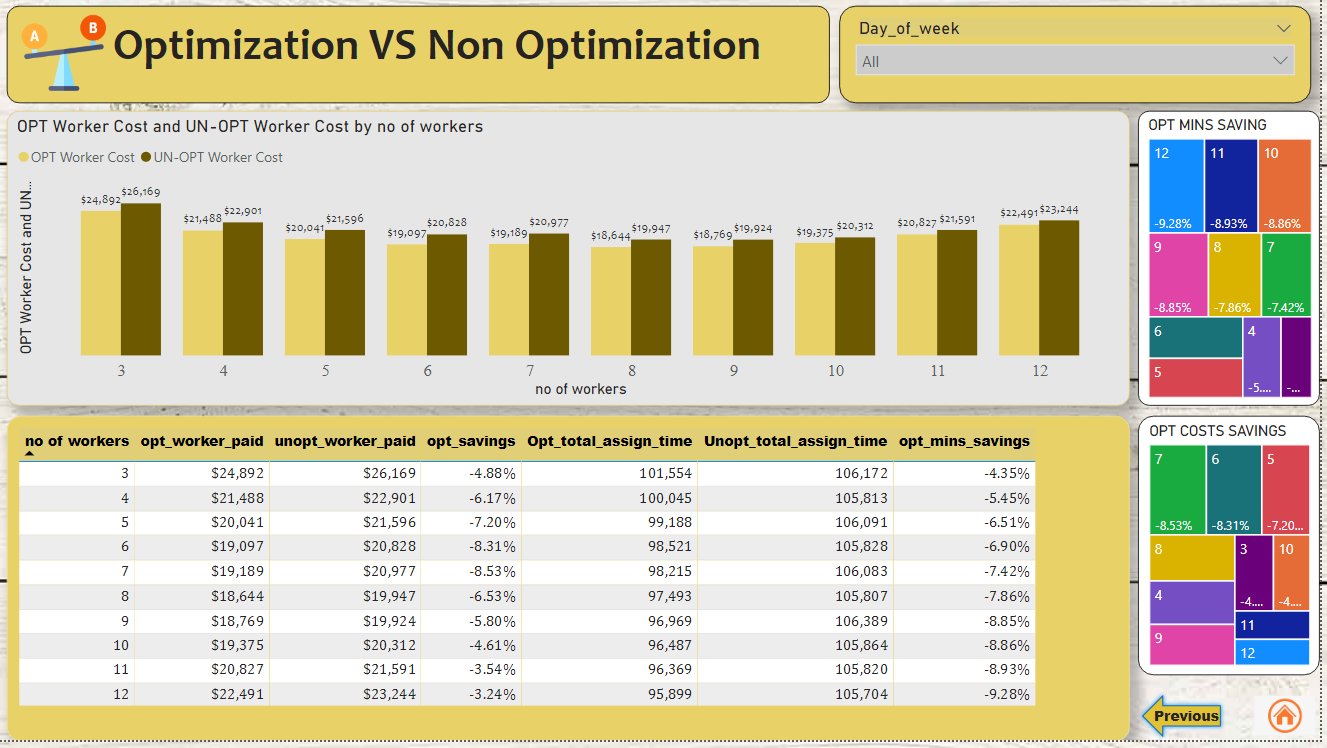 A
B
Optimization VS Non Optimization
Day_of_week
All
OPT Worker Cost and UN-OPT Worker Cost by no of workers
OPT Worker Cost UN-OPT Worker Cost
OPT Worker Cost and UN...
$24,892 $26,169
$21,488 $22,901
$20,041 $21,596
$19,097 $20,828
$19,189 $20,977
$18,644 $19,947
$18,769 $19,924
$19,375 $20,312
$20,827 $21,591
$22,491 $23,244
3 4 5 6 7 8 9 10 11 12
no of workers
OPT MINS SAVING
12 11 10
-9.28% -8.93% -8.86%
9 8 7
-8.85% -7.86% -7.42%
6 4
5
-5.... -...
no of workers opt_worker_paid unopt_worker_paid opt_savings Opt_total_assign_time Unopt_total_assign_time opt_mins_savings
3 $24,892 $26,169 -4.88% 101,554 106,172 -4.35%
4 $21,488 $22,901 -6.17% 100,045 105,813 -5.45%
5 $20,041 $21,596 -7.20% 99,188 106,091 -6.51%
6 $19,097 $20,828 -8.31% 98,521 105,828 -6.90%
7 $19,189 $20,977 -8.53% 98,215 106,083 -7.42%
8 $18,644 $19,947 -6.53% 97,493 105,807 -7.86%
9 $18,769 $19,924 -5.80% 96,969 106,389 -8.85%
10 $19,375 $20,312 -4.61% 96,487 105,864 -8.86%
11 $20,827 $21,591 -3.54% 96,369 105,820 -8.93%
12 $22,491 $23,244 -3.24% 95,899 105,704 -9.28%
OPT COSTS SAVINGS
7 6 5
-8.53% -8.31% -7.20...
8 3 10
4 -4.... -4....
11
9
12
Previous